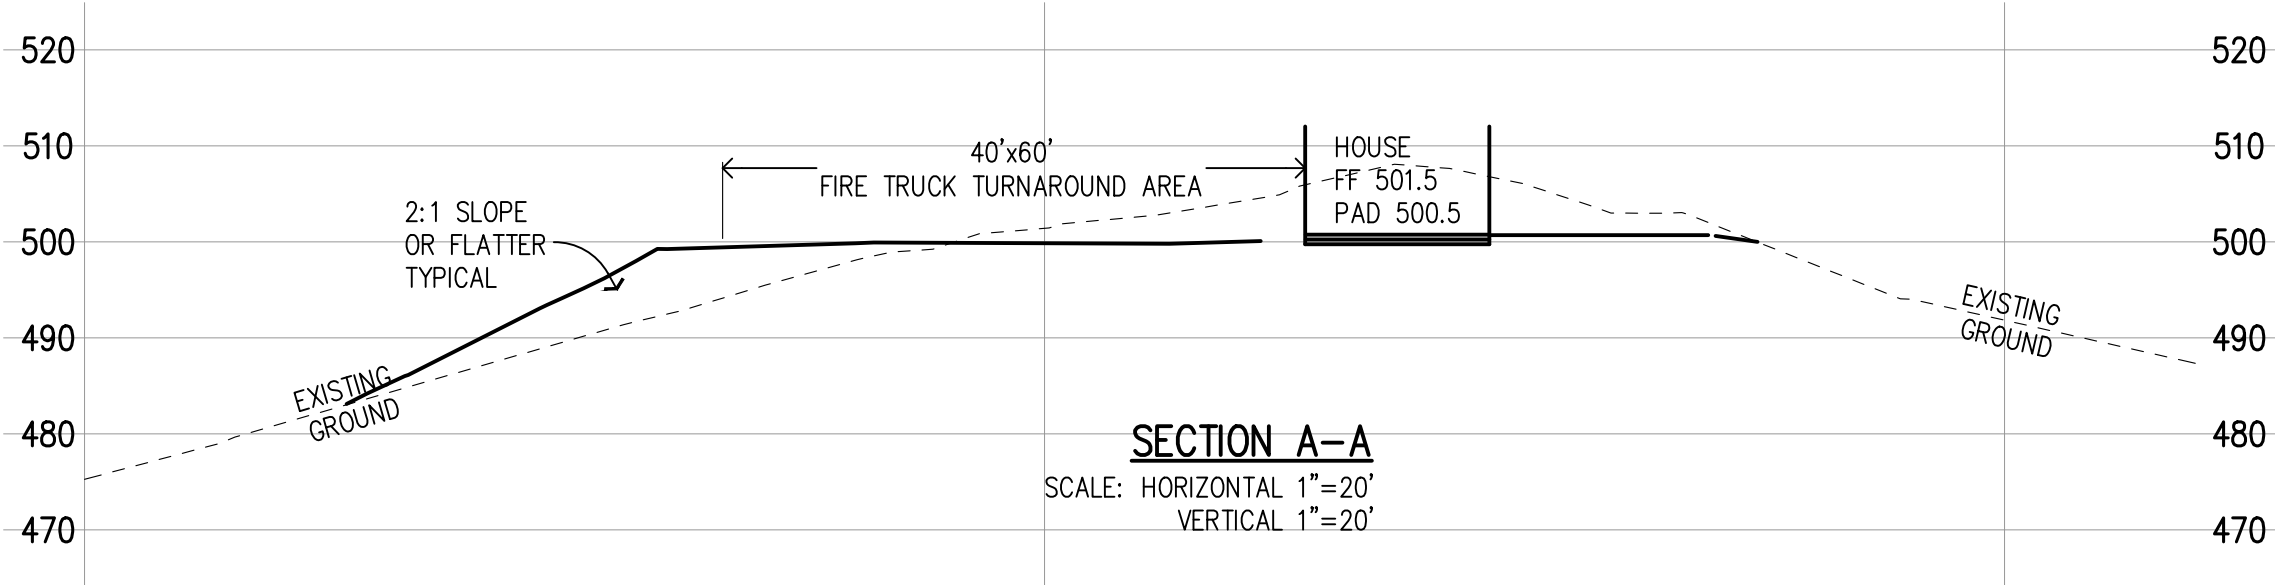 520
510
500
490
480
470
2:1 SLOPE
OR FLATTER
TYPICAL
EXISTING
GROUND
40'x60'
FIRE TRUCK TURNAROUND AREA
HOUSE
FF 501.5
PAD 500.5
EXISTING
GROUND
SECTION A-A
SCALE: HORIZONTAL 1"=20'
VERTICAL 1"=20'
520
510
500
490
480
470